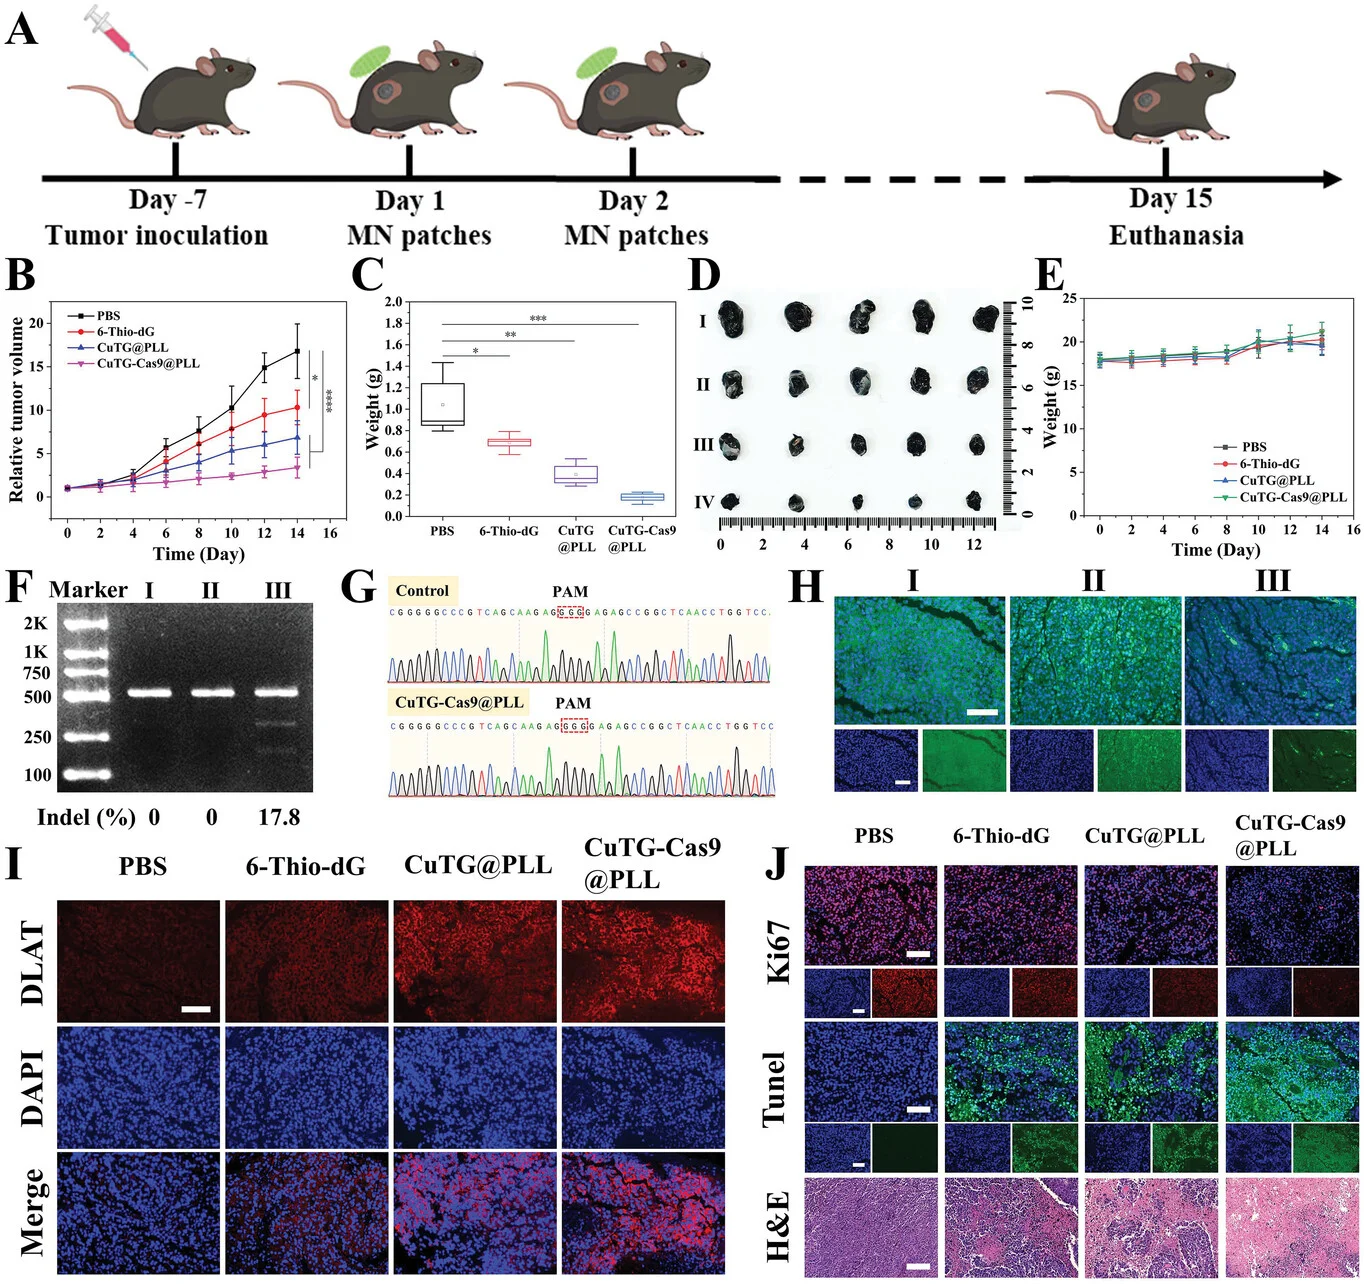 A
Day -7
Tumor inoculation
Day 1
MN patches
Day 2
MN patches
Day 15
Euthanasia
B
Relative tumor volume
20
15
10
5
0
PBS
6-Thio-dG
CuTG@PLL
CuTG-Cas9@PLL
*
****
0 2 4 6 8 10 12 14 16
Time (Day)
C
Weight (g)
2.0
1.8
1.6
1.4
1.2
1.0
0.8
0.6
0.4
0.2
0.0
***
**
*
PBS
6-Thio-dG
CuTG
@PLL
CuTG-Cas9
@PLL
D
I
II
III
IV
0 2 4 6 8 10 12
10
8
6
4
2
0
E
Weight (g)
25
20
15
10
5
0
PBS
6-Thio-dG
CuTG@PLL
CuTG-Cas9@PLL
0 2 4 6 8 10 12 14 16
Time (Day)
F
Marker I II III
2K
1K
750
500
250
100
Indel (%) 0 0 17.8
G
Control
PAM
CGGGGGCCCGTCAGCAAGAGGGGGAGAGCCGGCTCAACCTGGTCC
CuTG-Cas9@PLL
PAM
CGGGGGGCCCGTCAGCAAGAGGGGGAGAGCCGGCTCAACCTGGTCC
H
I II III
I
PBS
6-Thio-dG
CuTG@PLL
CuTG-Cas9
@PLL
DLAT
DAPI
Merge
J
PBS
6-Thio-dG
CuTG@PLL
CuTG-Cas9
@PLL
Ki67
Tunel
H&E